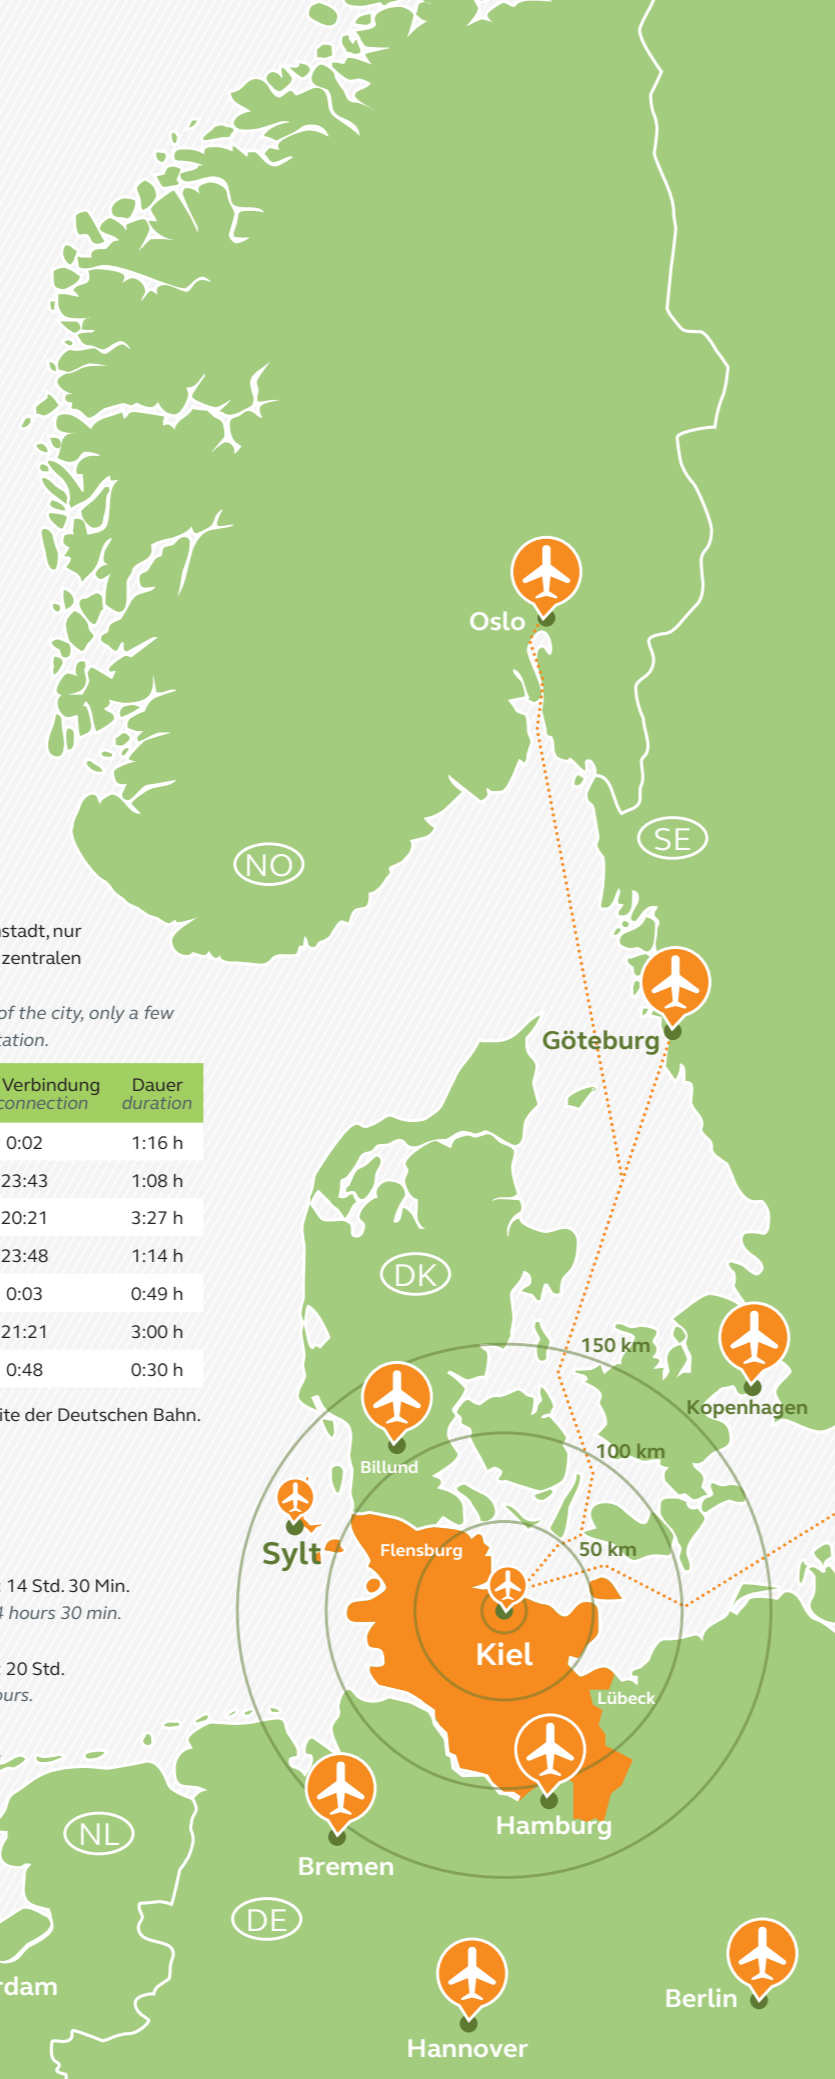 Oslo
SE
NO
stadt, nur
zentralen
of the city, only a few
tation.
Göteburg
Verbindung Dauer
connection duration
0:02 1:16 h
23:43 1:08 h
20:21 3:27 h
23:48 1:14 h
0:03 0:49 h
21:21 3:00 h
0:48 0:30 h
DK
150 km
Kopenhagen
ite der Deutschen Bahn.
100 km
Billund
Sylt
Flensburg
50 km
: 14 Std. 30 Min.
4 hours 30 min.
Kiel
: 20 Std.
ours.
Lübeck
Hamburg
NL
Bremen
DE
rdam
Berlin
Hannover